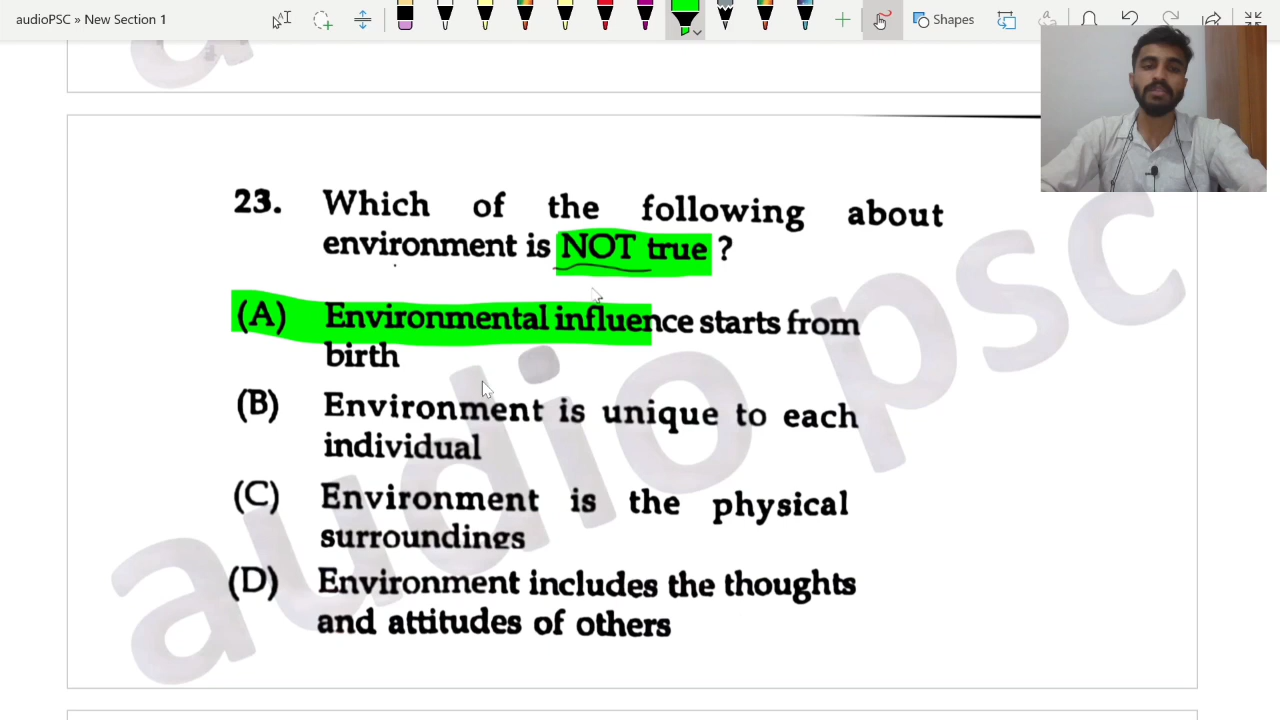 audioPSC » New Section 1
Shapes
23. Which of the following about
environment is NOT true ?
(A) Environmental influence starts from
birth
(B) Environment is unique to each
individual
(C) Environment is the physical
surroundings
(D) Environment includes the thoughts
and attitudes of others
audio psc